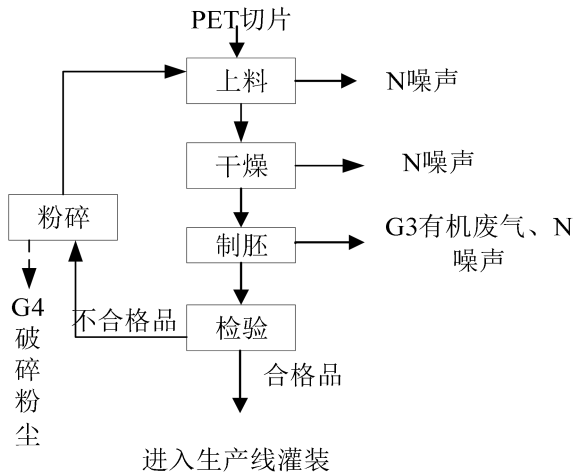 PET切片
上料
N噪声
干燥
N噪声
粉碎
制胚
G3有机废气、N
噪声
G4
破
碎
粉
尘
不合格品
检验
合格品
进入生产线灌装